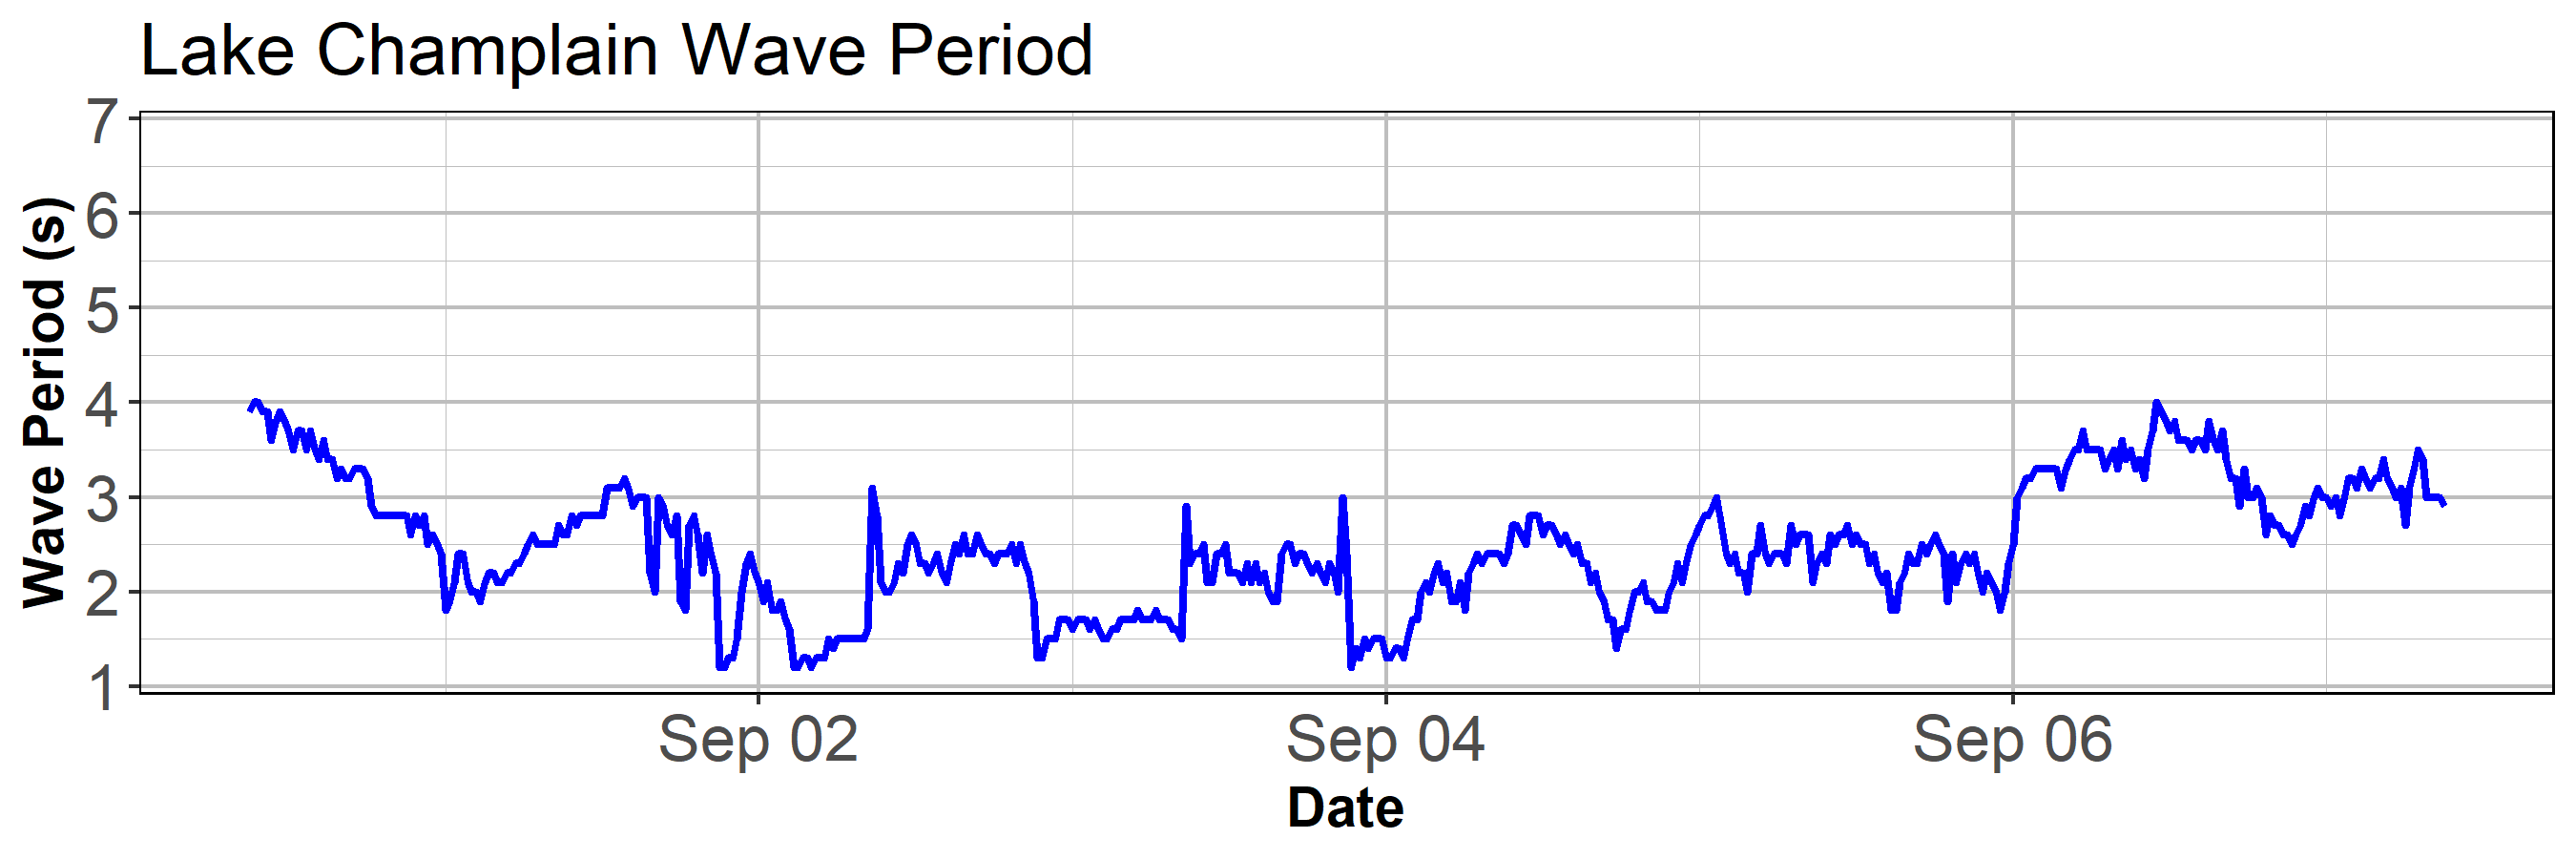 Lake Champlain Wave Period
Wave Period (s)
7
6
5
4
3
2
1
Sep 02
Sep 04
Sep 06
Date